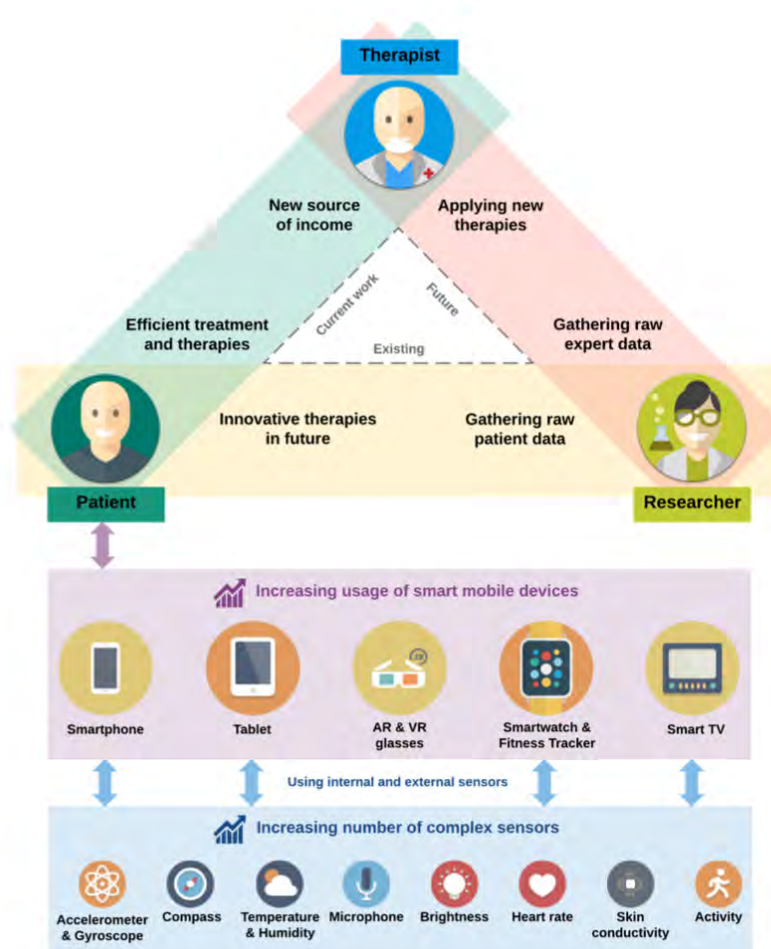 Therapist
New source
of income
Applying new
therapies
Current work
Future
Efficient treatment
and therapies
Gathering raw
expert data
Existing
Innovative therapies
in future
Gathering raw
patient data
Patient
Researcher
Increasing usage of smart mobile devices
Smartphone
Tablet
AR & VR
glasses
Smartwatch &
Fitness Tracker
Smart TV
Using internal and external sensors
Increasing number of complex sensors
Accelerometer
& Gyroscope
Compass
Temperature
& Humidity
Microphone
Brightness
Heart rate
Skin
conductivity
Activity